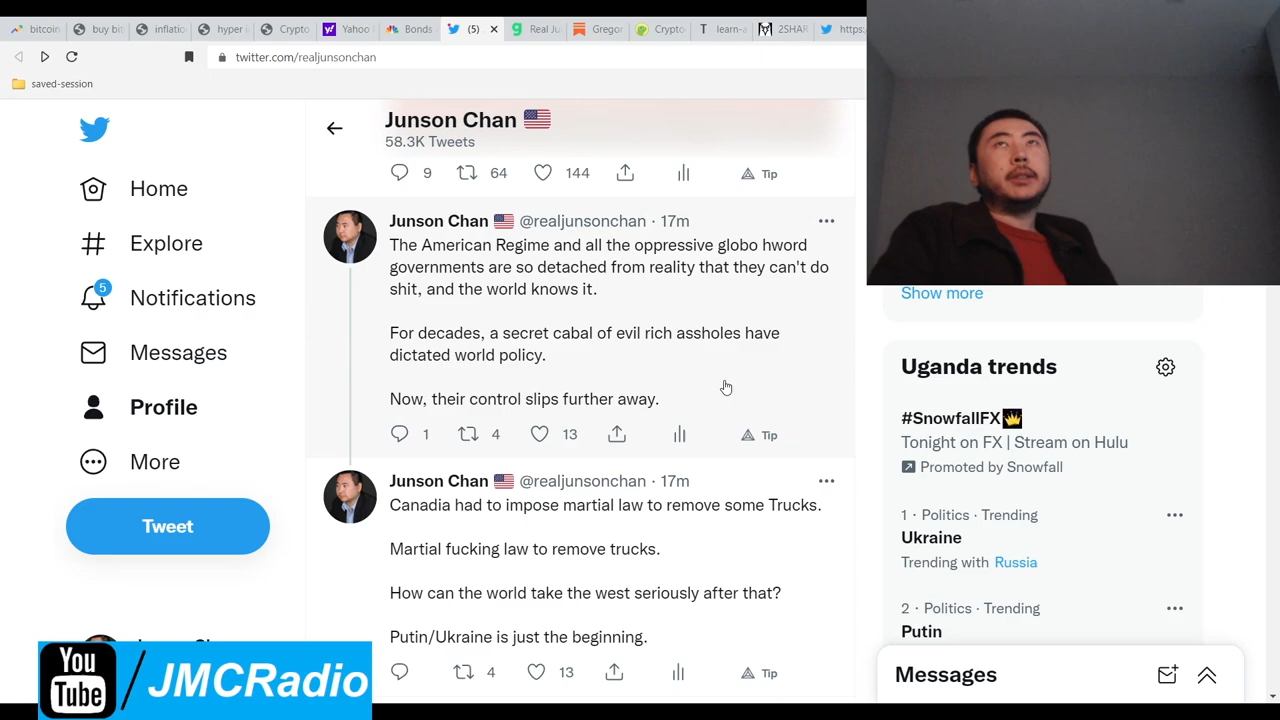 bitcoin
buy bit
inflatic
hyper i
Crypto
Yahoo
Bonds
(5)
Real Ju
Gregor
Crypto
learn-a
2SHAR
https:
twitter.com/realjunsonchan
saved-session
Home
Explore
5
Notifications
Messages
Profile
More
Tweet
Junson Chan
58.3K Tweets
9 64 144 Tip
Junson Chan @realjunsonchan · 17m
The American Regime and all the oppressive globo hword
governments are so detached from reality that they can't do
shit, and the world knows it.
For decades, a secret cabal of evil rich assholes have
dictated world policy.
Now, their control slips further away.
1 4 13 Tip
Junson Chan @realjunsonchan · 17m
Canadia had to impose martial law to remove some Trucks.
Martial fucking law to remove trucks.
How can the world take the west seriously after that?
Putin/Ukraine is just the beginning.
4 13 Tip
Show more
Uganda trends
#SnowfallFX
Tonight on FX | Stream on Hulu
Promoted by Snowfall
1 · Politics · Trending
Ukraine
Trending with Russia
2 · Politics · Trending
Putin
Messages
You
Tube
/JMCRadio